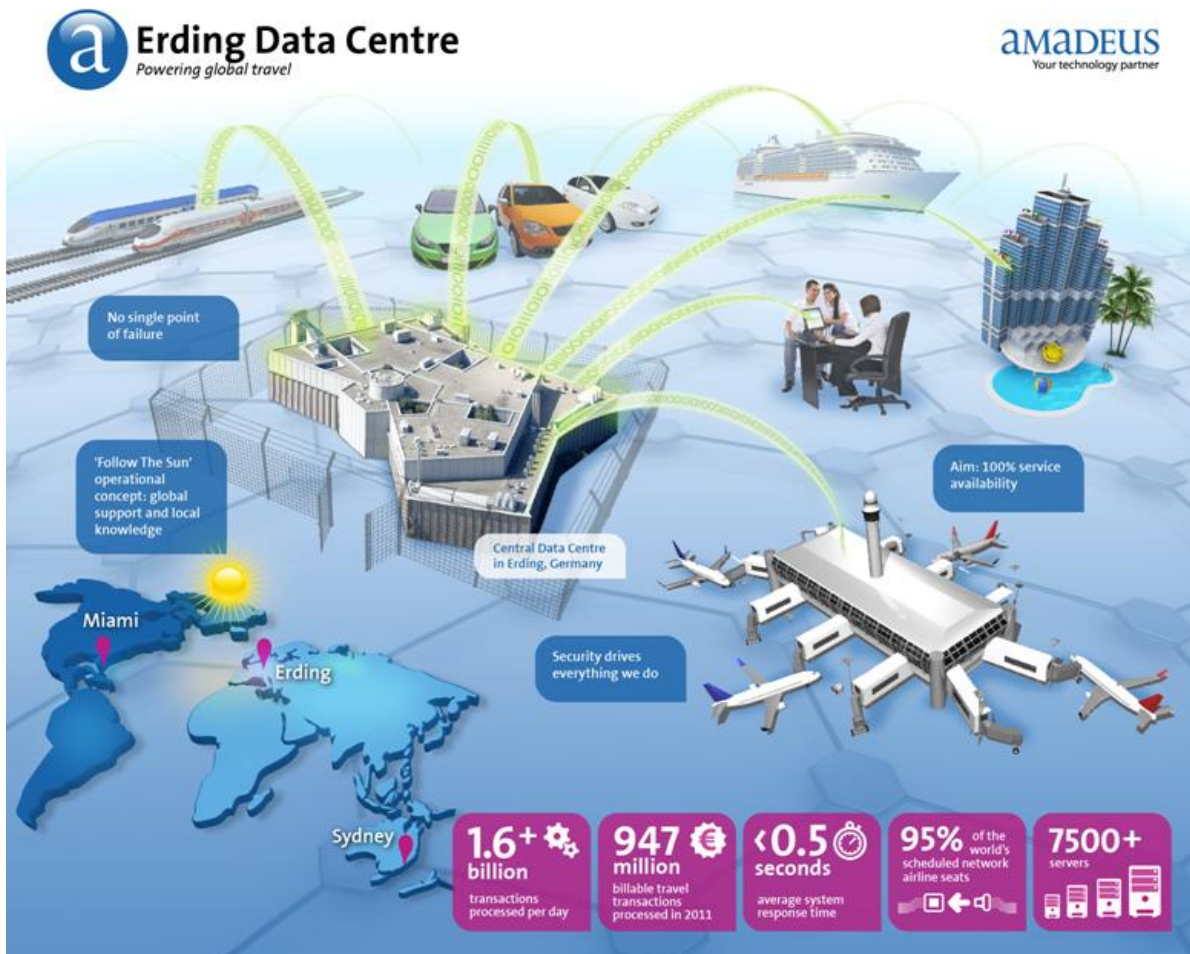 a
Erding Data Centre
Powering global travel
amadeus
Your technology partner
No single point
of failure
'Follow The Sun'
operational
concept: global
support and local
knowledge
Aim: 100% service
availability
Central Data Centre
in Erding, Germany
Security drives
everything we do
Miami
Erding
Sydney
1.6+
billion
transactions
processed per day
947
million
billable travel
transactions
processed in 2011
<0.5
seconds
average system
response time
95% of the
world's
scheduled network
airline seats
7500+
servers